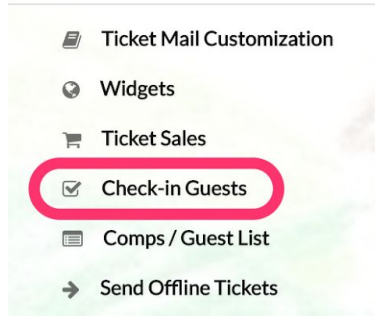 Ticket Mail Customization
Widgets
Ticket Sales
Check-in Guests
Comps / Guest List
Send Offline Tickets